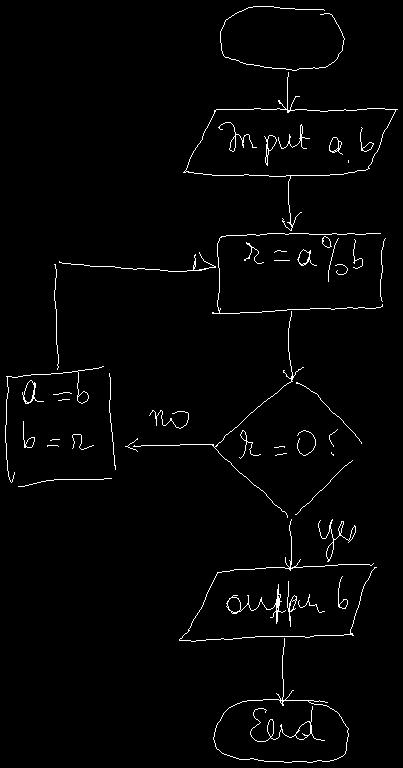 Input a, b
r = a % b
a = b
b = r
no
r = 0 ?
yes
output b
End